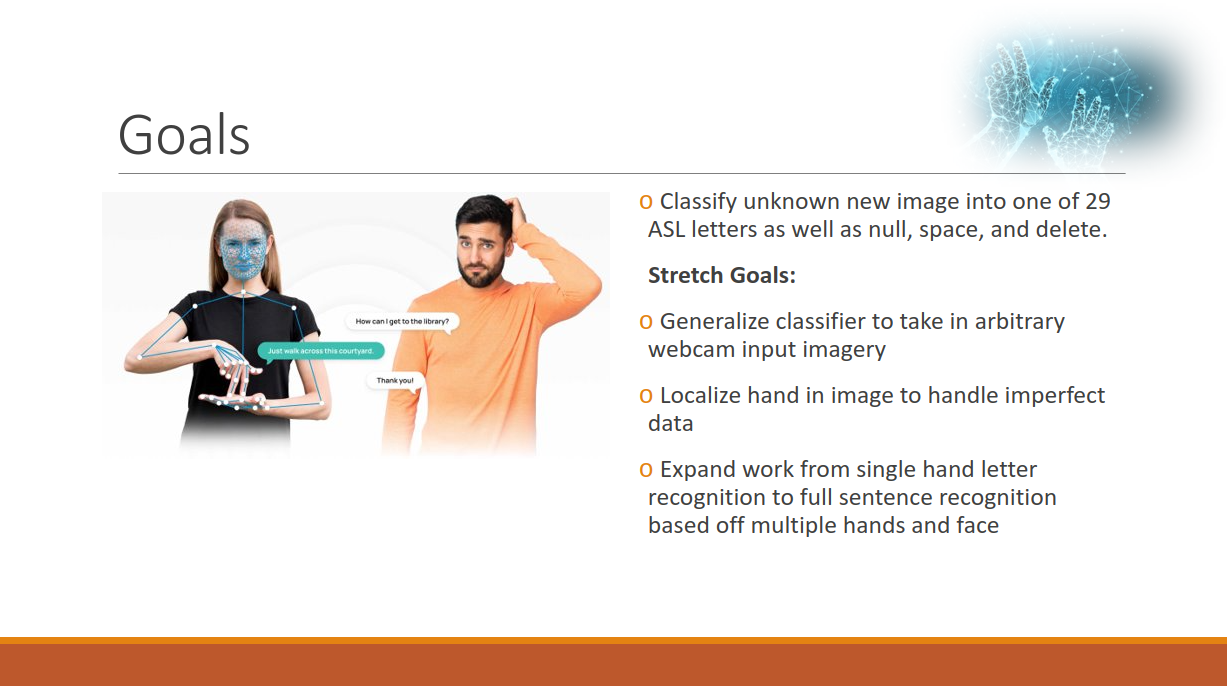 Goals
How can I get to the library?
Just walk across this courtyard.
Thank you!
o Classify unknown new image into one of 29
ASL letters as well as null, space, and delete.
Stretch Goals:
o Generalize classifier to take in arbitrary
webcam input imagery
o Localize hand in image to handle imperfect
data
o Expand work from single hand letter
recognition to full sentence recognition
based off multiple hands and face